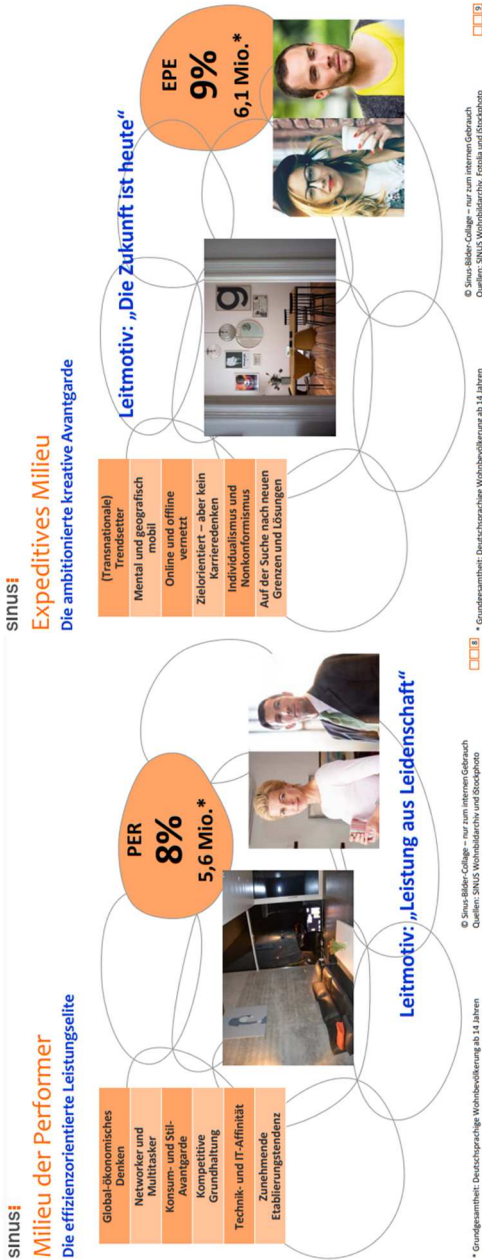 sinus:
Milieu der Performer
Die effizienzorientierte Leistungselite
Global-ökonomisches
Denken
Networker und
Multitasker
Konsum- und Stil-
Avantgarde
Kompetitive
Grundhaltung
Technik- und IT-Affinität
Zunehmende
Etablierungstendenz
PER
8%
5,6 Mio.*
Leitmotiv: „Leistung aus Leidenschaft“
* Grundgesamtheit: Deutschsprachige Wohnbevölkerung ab 14 Jahren
© Sinus-Bilder-Collage – nur zum internen Gebrauch
Quellen: SINUS Wohnbildarchiv und iStockphoto
8
sinus:
Expeditives Milieu
Die ambitionierte kreative Avantgarde
(Transnationale)
Trendsetter
Mental und geografisch
mobil
Online und offline
vernetzt
Zielorientiert – aber kein
Karrieredenken
Individualismus und
Nonkonformismus
Auf der Suche nach neuen
Grenzen und Lösungen
Leitmotiv: „Die Zukunft ist heute“
EPE
9%
6,1 Mio.*
* Grundgesamtheit: Deutschsprachige Wohnbevölkerung ab 14 Jahren
© Sinus-Bilder-Collage – nur zum internen Gebrauch
Quellen: SINUS Wohnbildarchiv, Fotolia und iStockphoto
9